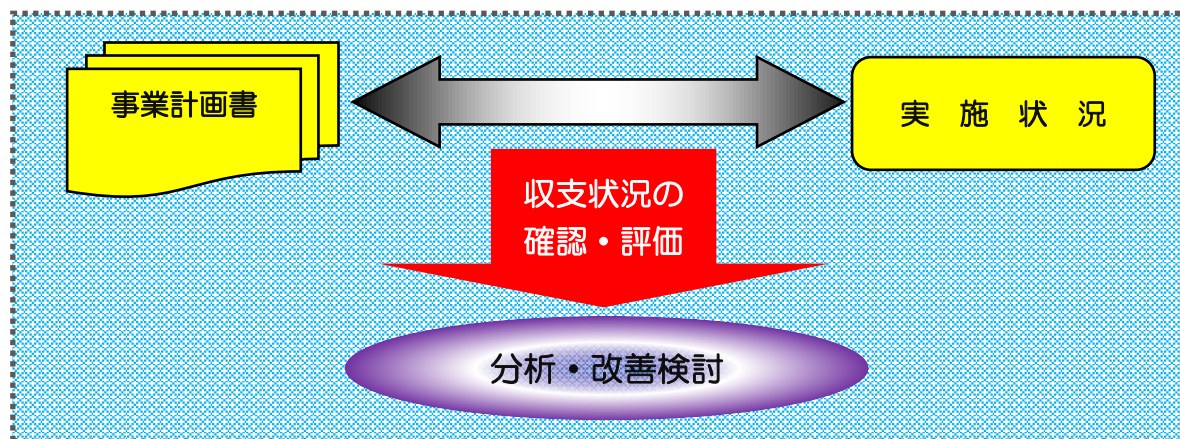 事業計画書
実　施　状　況
収支状況の
確認・評価
分析・改善検討